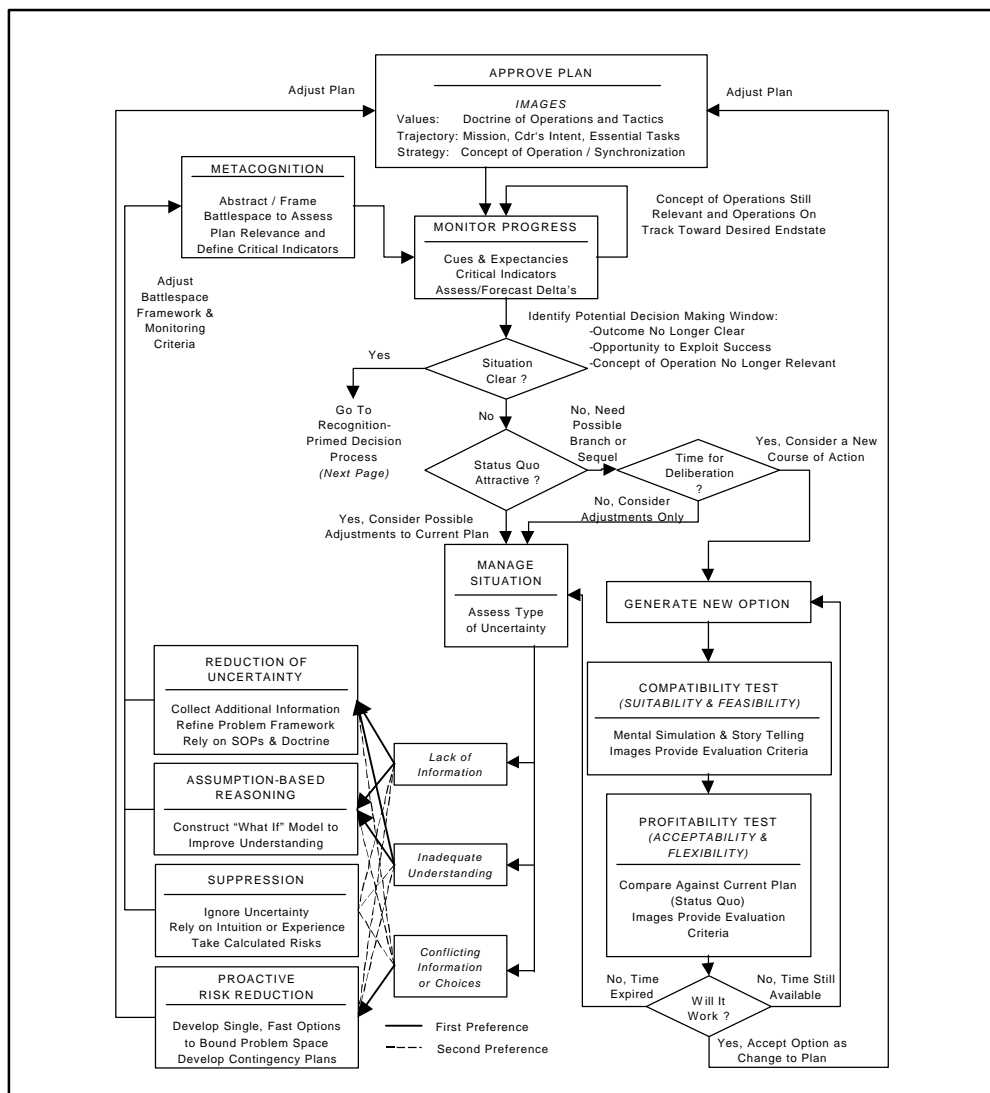 APPROVE PLAN
Adjust Plan
Adjust Plan
IMAGES
Values: Doctrine of Operations and Tactics
Trajectory: Mission, Cdr's Intent, Essential Tasks
Strategy: Concept of Operation / Synchronization
METACOGNITION
Abstract / Frame
Battlespace to Assess
Plan Relevance and
Define Critical Indicators
Concept of Operations Still
Relevant and Operations On
Track Toward Desired Endstate
MONITOR PROGRESS
Cues & Expectancies
Critical Indicators
Assess/Forecast Delta's
Adjust
Battlespace
Framework &
Monitoring
Criteria
Identify Potential Decision Making Window:
-Outcome No Longer Clear
-Opportunity to Exploit Success
-Concept of Operation No Longer Relevant
Yes
Situation
Clear ?
Go To
Recognition-
Primed Decision
Process
(Next Page)
No
No, Need
Possible
Branch or
Sequel
Yes, Consider a New
Course of Action
Status Quo
Attractive ?
Time for
Deliberation
?
No, Consider
Adjustments Only
Yes, Consider Possible
Adjustments to Current Plan
MANAGE
SITUATION
Assess Type
of Uncertainty
GENERATE NEW OPTION
REDUCTION OF
UNCERTAINTY
Collect Additional Information
Refine Problem Framework
Rely on SOPs & Doctrine
COMPATIBILITY TEST
(SUITABILITY & FEASIBILITY)
Mental Simulation & Story Telling
Images Provide Evaluation Criteria
Lack of
Information
ASSUMPTION-BASED
REASONING
Construct "What If" Model to
Improve Understanding
PROFITABILITY TEST
(ACCEPTABILITY &
FLEXIBILITY)
Compare Against Current Plan
(Status Quo)
Images Provide Evaluation
Criteria
Inadequate
Understanding
SUPPRESSION
Ignore Uncertainty
Rely on Intuition or Experience
Take Calculated Risks
Conflicting
Information
or Choices
PROACTIVE
RISK REDUCTION
Develop Single, Fast Options
to Bound Problem Space
Develop Contingency Plans
No, Time
Expired
No, Time Still
Available
Will It
Work ?
First Preference
Second Preference
Yes, Accept Option as
Change to Plan